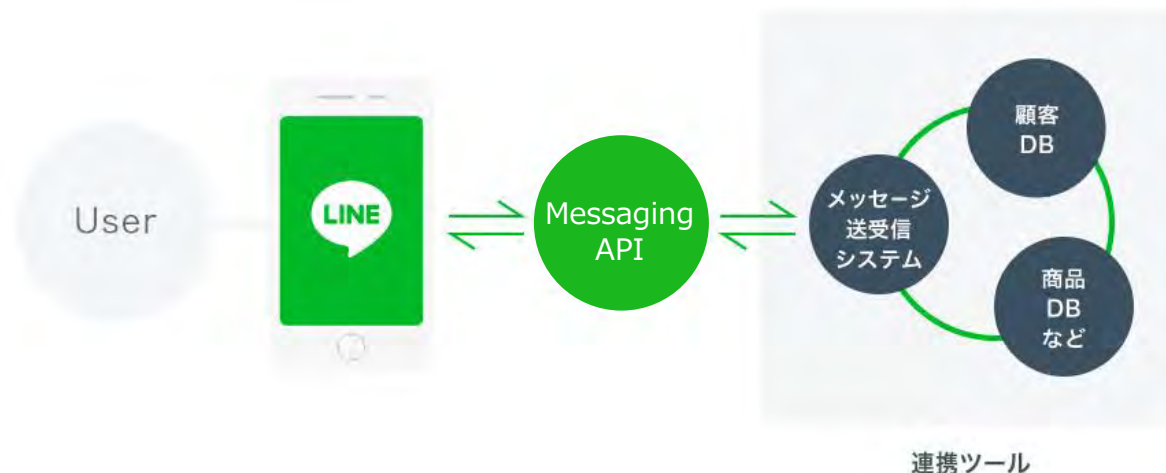 User
LINE
Messaging
API
メッセージ
送受信
システム
顧客
DB
商品
DB
など
連携ツール